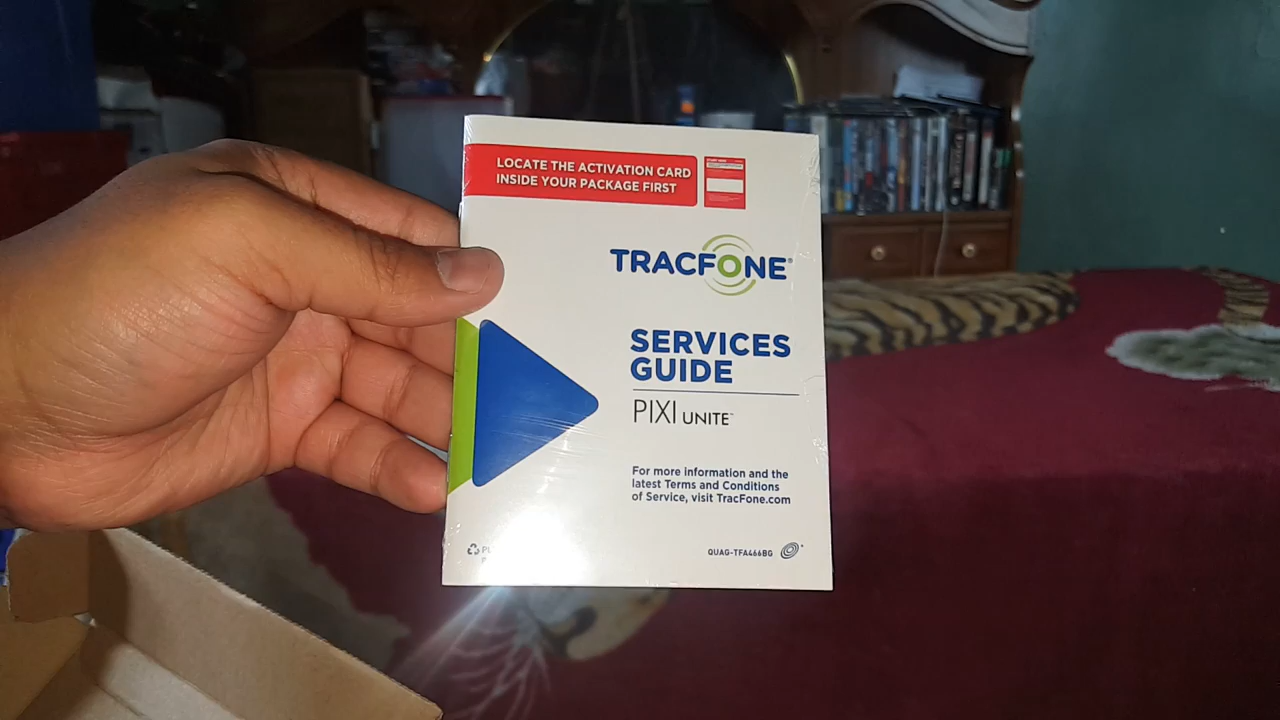 LOCATE THE ACTIVATION CARD
INSIDE YOUR PACKAGE FIRST
TRACFONE®
SERVICES
GUIDE
PIXI UNITE™
For more information and the
latest Terms and Conditions
of Service, visit TracFone.com
QUAG-TFA466BG